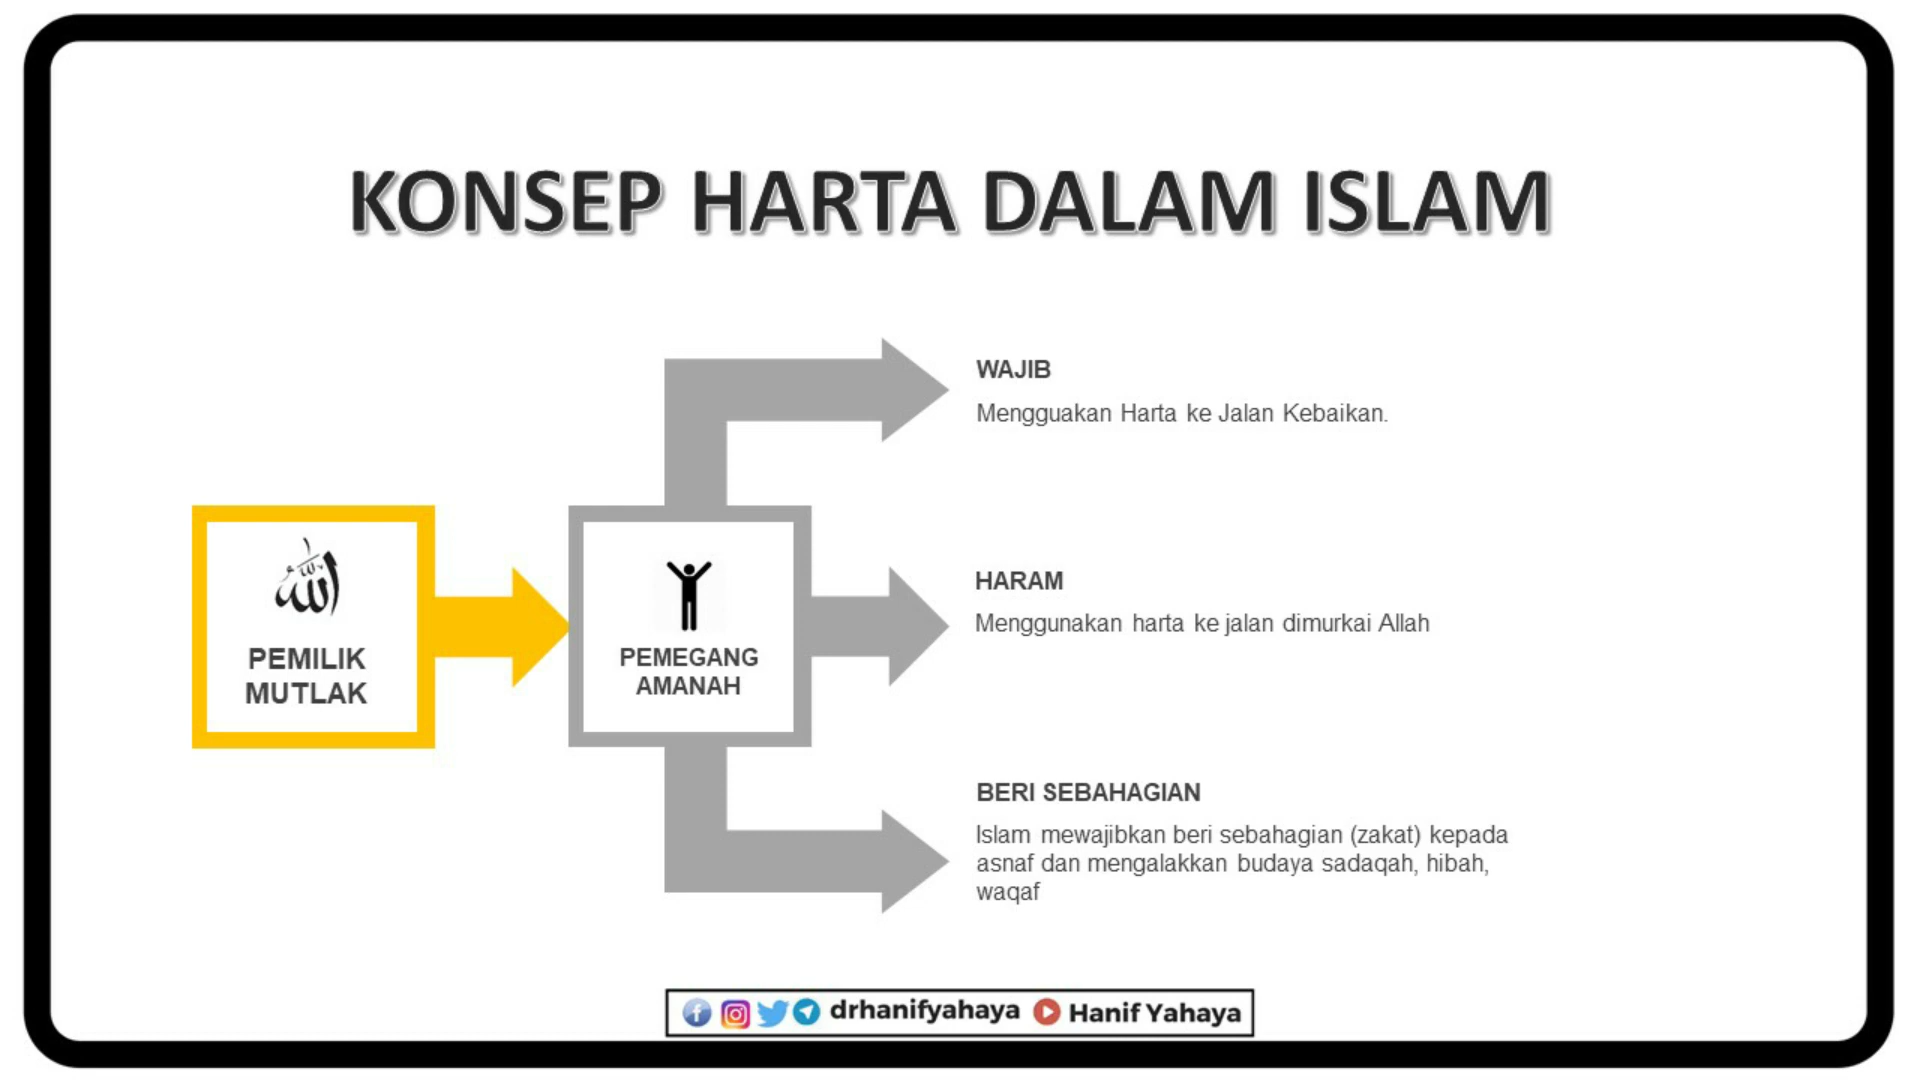 KONSEP HARTA DALAM ISLAM
WAJIB
Mengguakan Harta ke Jalan Kebaikan.
الله
PEMILIK
MUTLAK
PEMEGANG
AMANAH
HARAM
Menggunakan harta ke jalan dimurkai Allah
BERI SEBAHAGIAN
Islam mewajibkan beri sebahagian (zakat) kepada
asnaf dan mengalakkan budaya sadaqah, hibah,
waqaf
drhanifyahaya Hanif Yahaya